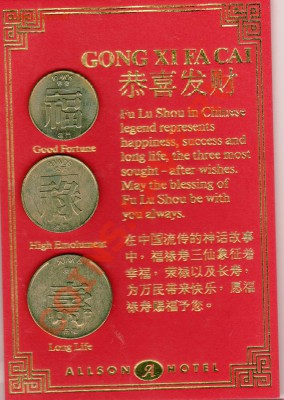 GONG XI FA CAI
恭喜发财
福
Good Fortune
Fu Lu Shou in Chinese
legend represents
happiness, success and
long life, the three most
sought - after wishes.
May the blessing of
Fu Lu Shou be with
you always.
禄
High Emolument
在中国流传的神话故事
中，福禄寿三仙象征着
幸福，荣禄以及长寿，
为万民带来快乐，愿福
禄寿赐福予您。
壽
Long Life
ALLSON A HOTEL